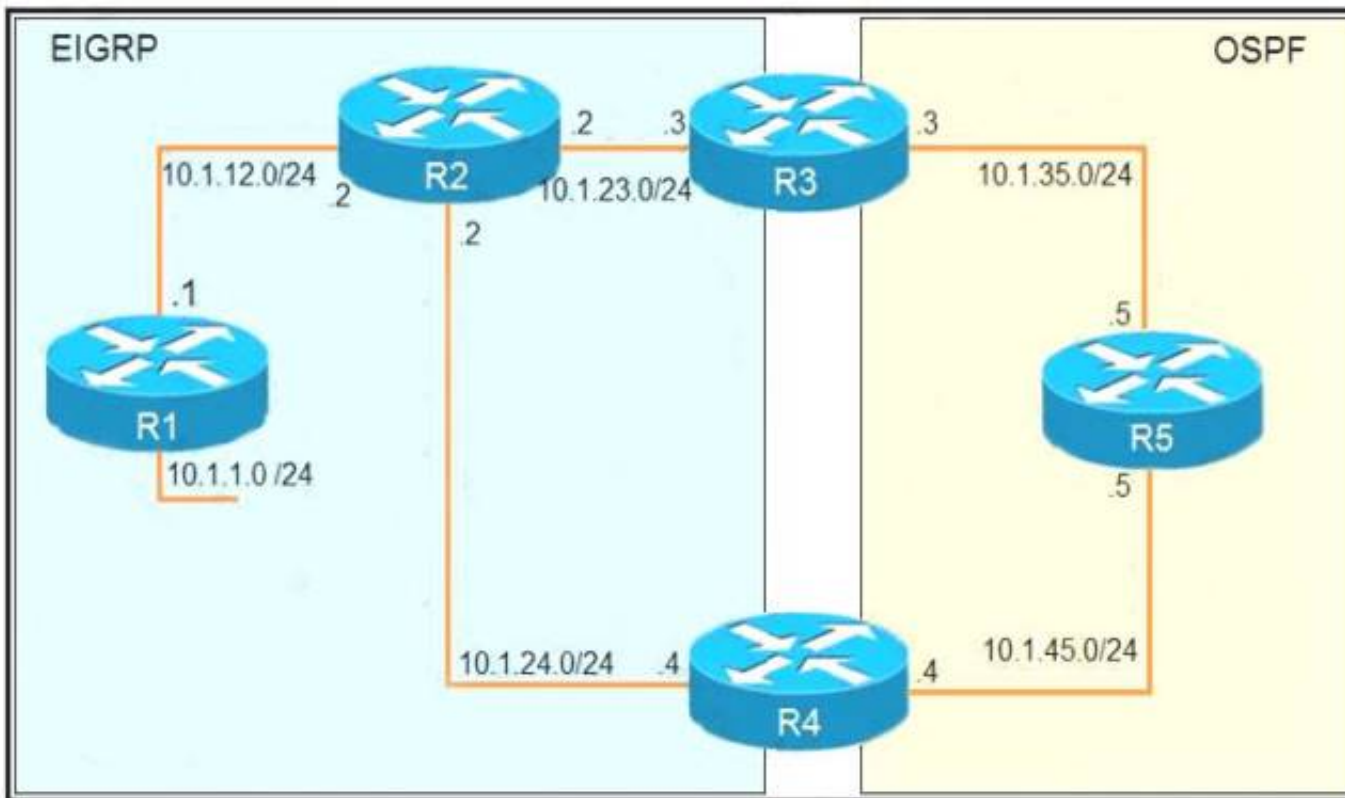 EIGRP
OSPF
.2
.3
.3
R2
R3
10.1.12.0/24
10.1.23.0/24
10.1.35.0/24
.2
.2
.1
.5
R1
R5
10.1.1.0 /24
.5
10.1.24.0/24
.4
10.1.45.0/24
.4
R4